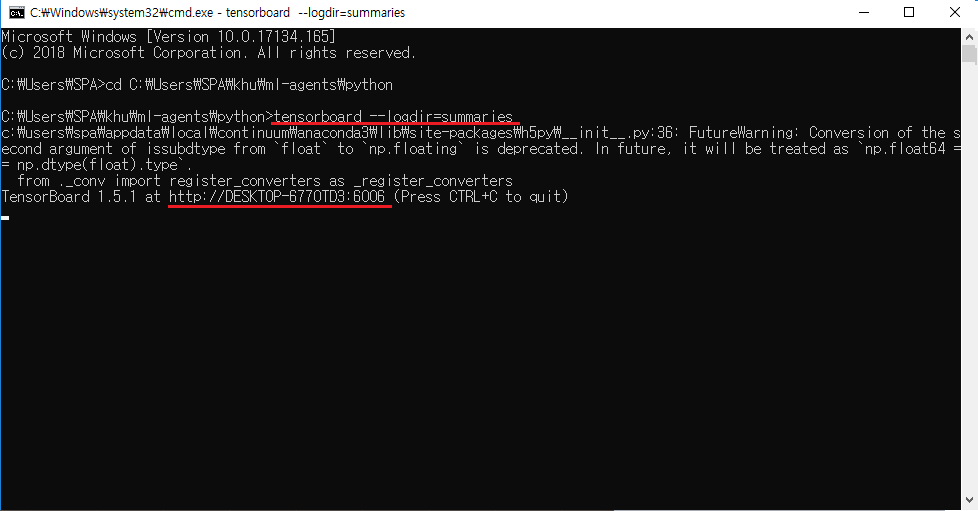 C:₩Windows₩system32₩cmd.exe - tensorboard  --logdir=summaries
Microsoft Windows [Version 10.0.17134.165]
(c) 2018 Microsoft Corporation. All rights reserved.
C:₩Users₩SPA>cd C:₩Users₩SPA₩khu₩ml-agents₩python
C:₩Users₩SPA₩khu₩ml-agents₩python>tensorboard --logdir=summaries
c:₩users₩spa₩appdata₩local₩continuum₩anaconda3₩lib₩site-packages₩h5py₩__init__.py:36: FutureWarning: Conversion of the s
econd argument of issubdtype from `float` to `np.floating` is deprecated. In future, it will be treated as `np.float64 =
= np.dtype(float).type`.
  from ._conv import register_converters as _register_converters
TensorBoard 1.5.1 at http://DESKTOP-6770TD3:6006 (Press CTRL+C to quit)